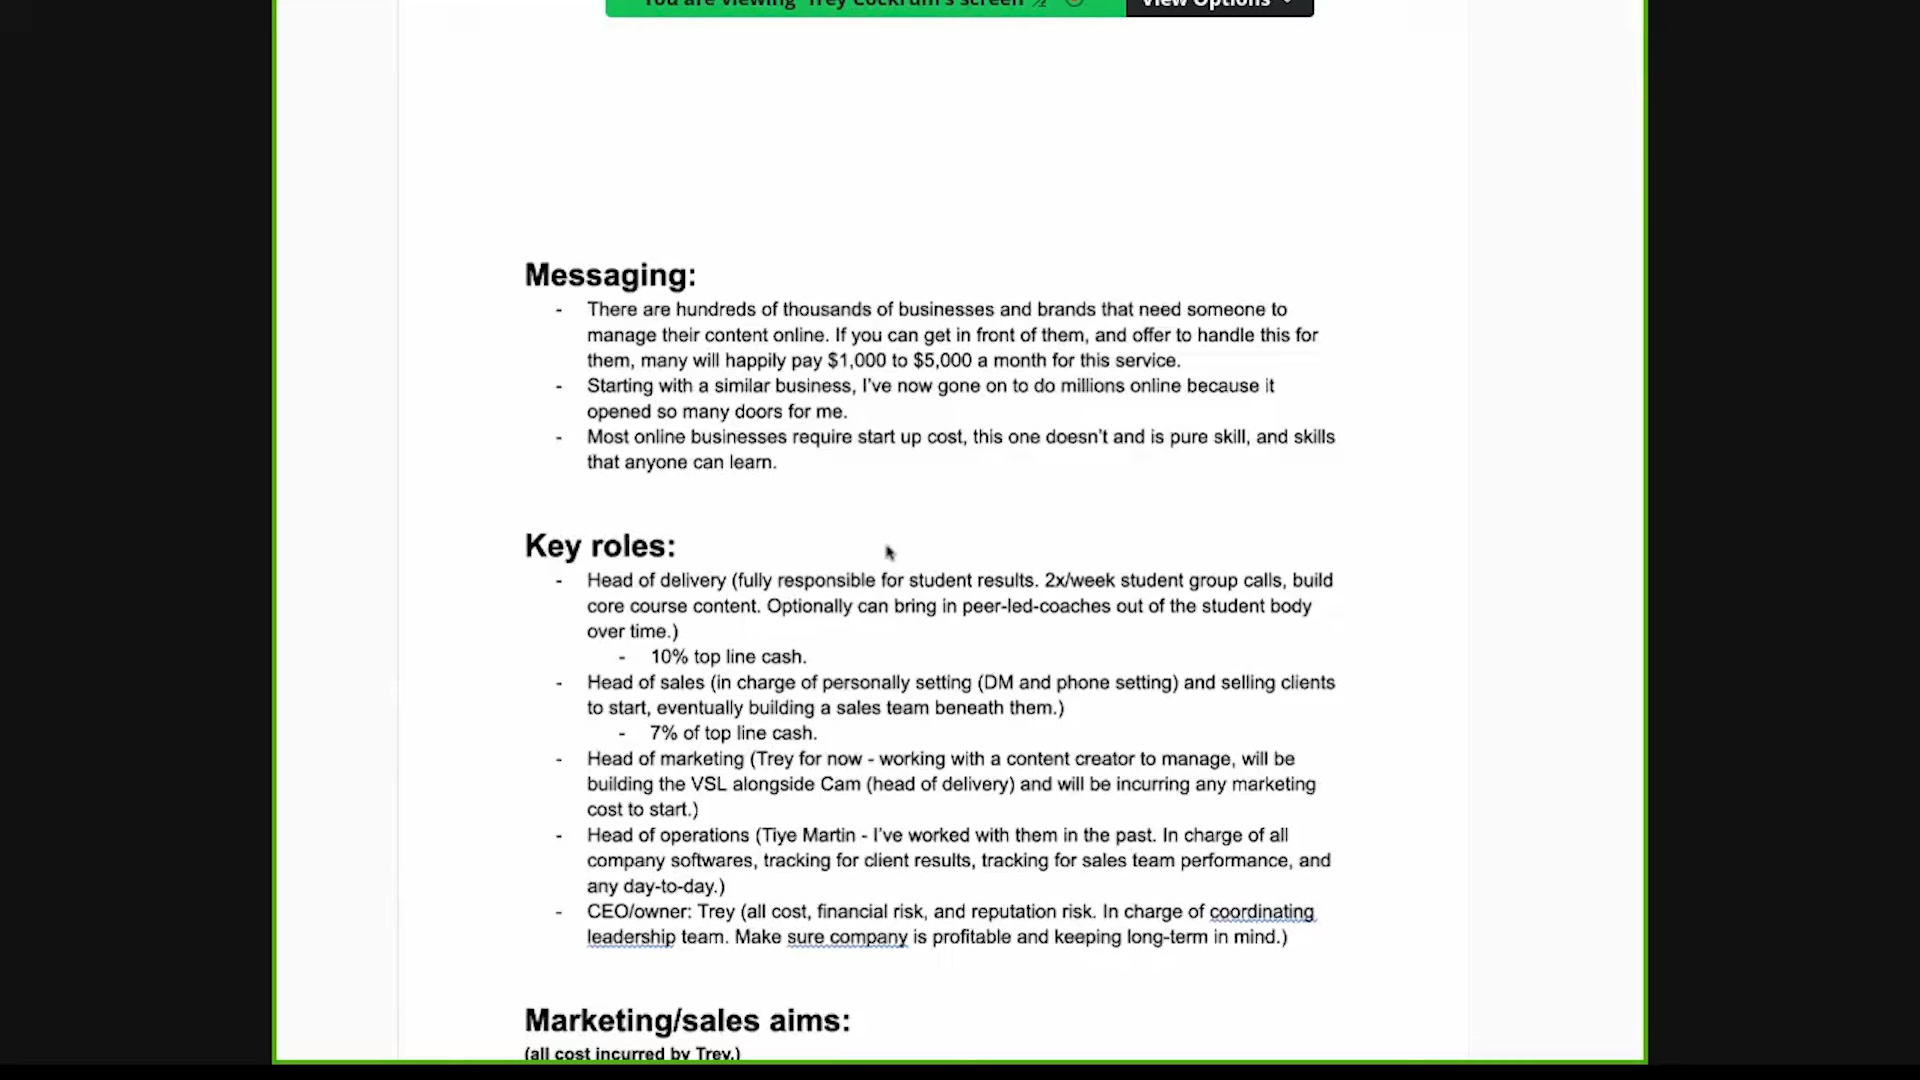 You are viewing Trey Cockrum's screen
View Options
Messaging:
- There are hundreds of thousands of businesses and brands that need someone to
manage their content online. If you can get in front of them, and offer to handle this for
them, many will happily pay $1,000 to $5,000 a month for this service.
- Starting with a similar business, I've now gone on to do millions online because it
opened so many doors for me.
- Most online businesses require start up cost, this one doesn't and is pure skill, and skills
that anyone can learn.
Key roles:
- Head of delivery (fully responsible for student results. 2x/week student group calls, build
core course content. Optionally can bring in peer-led-coaches out of the student body
over time.)
- 10% top line cash.
- Head of sales (in charge of personally setting (DM and phone setting) and selling clients
to start, eventually building a sales team beneath them.)
- 7% of top line cash.
- Head of marketing (Trey for now - working with a content creator to manage, will be
building the VSL alongside Cam (head of delivery) and will be incurring any marketing
cost to start.)
- Head of operations (Tiye Martin - I've worked with them in the past. In charge of all
company softwares, tracking for client results, tracking for sales team performance, and
any day-to-day.)
- CEO/owner: Trey (all cost, financial risk, and reputation risk. In charge of coordinating
leadership team. Make sure company is profitable and keeping long-term in mind.)
Marketing/sales aims:
(all cost incurred by Trey.)